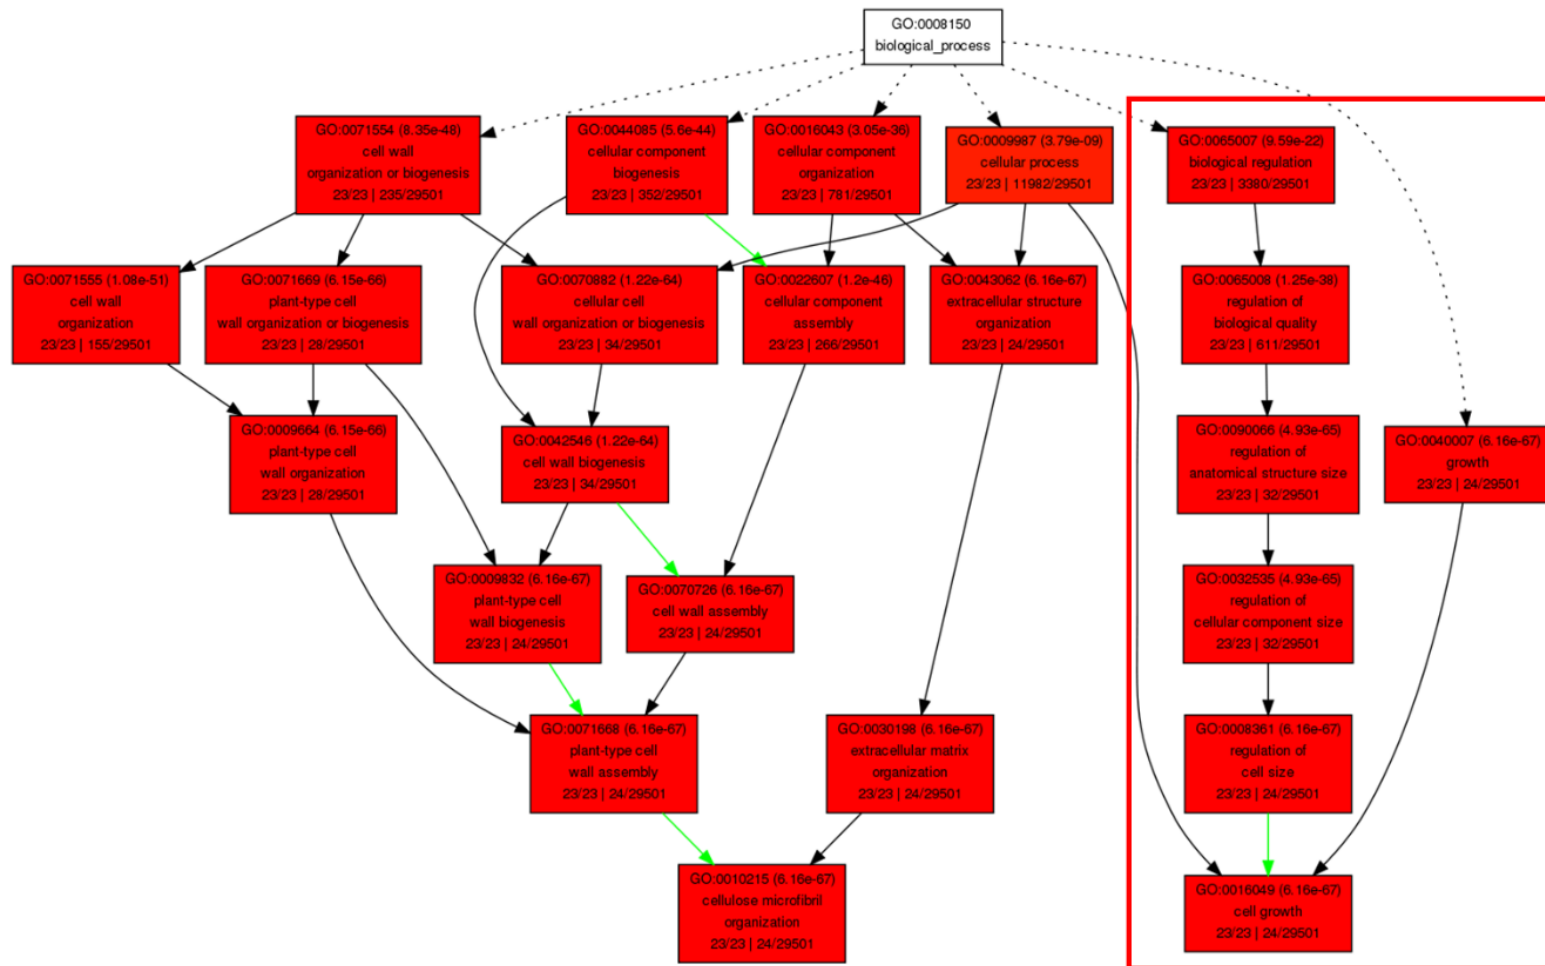 GO:0008150
biological_process
GO:0071554 (8.35e-48)
cell wall
organization or biogenesis
23/23 | 235/29501
GO:0044085 (5.6e-44)
cellular component
biogenesis
23/23 | 352/29501
GO:0016043 (3.05e-36)
cellular component
organization
23/23 | 781/29501
GO:0009987 (3.79e-09)
cellular process
23/23 | 11982/29501
GO:0065007 (9.59e-22)
biological regulation
23/23 | 3380/29501
GO:0071555 (1.08e-51)
cell wall
organization
23/23 | 155/29501
GO:0071669 (6.15e-66)
plant-type cell
wall organization or biogenesis
23/23 | 28/29501
GO:0070882 (1.22e-64)
cellular cell
wall organization or biogenesis
23/23 | 34/29501
GO:0022607 (1.2e-46)
cellular component
assembly
23/23 | 266/29501
GO:0043062 (6.16e-67)
extracellular structure
organization
23/23 | 24/29501
GO:0065008 (1.25e-38)
regulation of
biological quality
23/23 | 611/29501
GO:0009664 (6.15e-66)
plant-type cell
wall organization
23/23 | 28/29501
GO:0042546 (1.22e-64)
cell wall biogenesis
23/23 | 34/29501
GO:0090066 (4.93e-65)
regulation of
anatomical structure size
23/23 | 32/29501
GO:0040007 (6.16e-67)
growth
23/23 | 24/29501
GO:0009832 (6.16e-67)
plant-type cell
wall biogenesis
23/23 | 24/29501
GO:0070726 (6.16e-67)
cell wall assembly
23/23 | 24/29501
GO:0032535 (4.93e-65)
regulation of
cellular component size
23/23 | 32/29501
GO:0071668 (6.16e-67)
plant-type cell
wall assembly
23/23 | 24/29501
GO:0030198 (6.16e-67)
extracellular matrix
organization
23/23 | 24/29501
GO:0008361 (6.16e-67)
regulation of
cell size
23/23 | 24/29501
GO:0010215 (6.16e-67)
cellulose microfibril
organization
23/23 | 24/29501
GO:0016049 (6.16e-67)
cell growth
23/23 | 24/29501